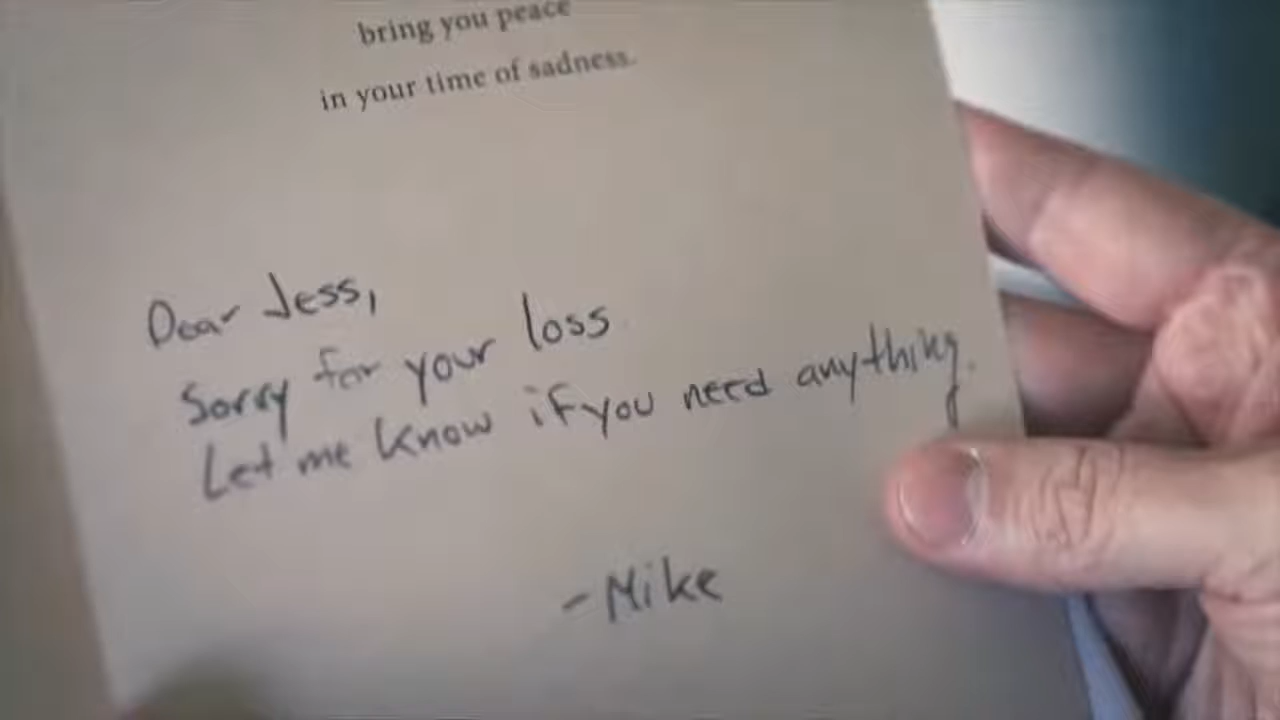 bring you peace
in your time of sadness.
Dear Jess,
Sorry for your loss
Let me know if you need anything.
-Mike